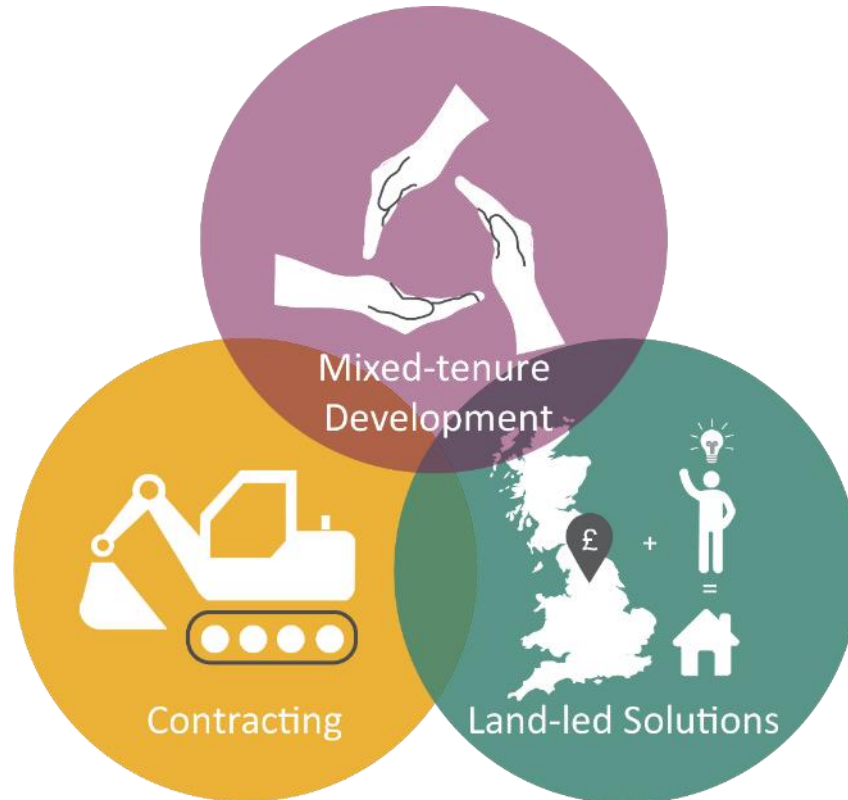 Mixed-tenure
Development
£
+
=
Contracting
Land-led Solutions